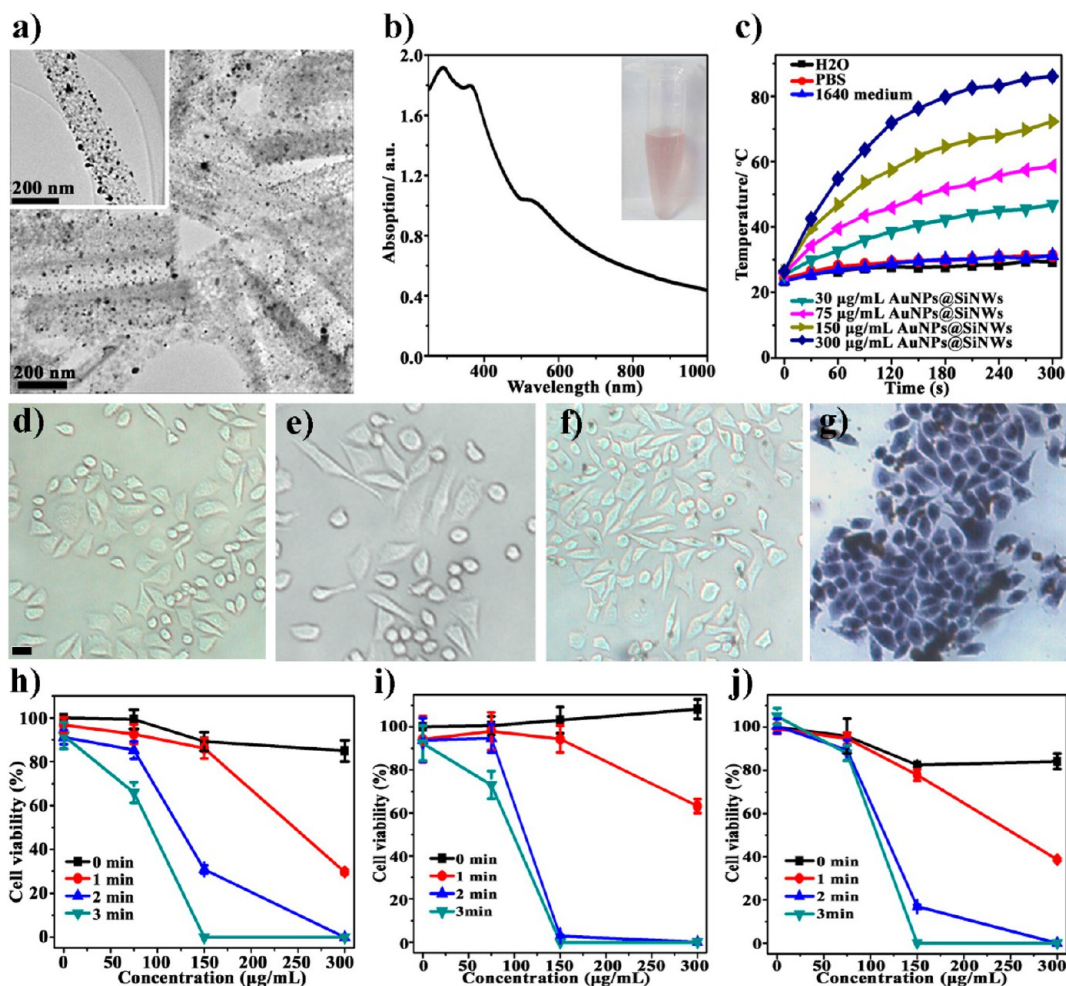 a)
200 nm
200 nm
b)
2.0
1.6
1.2
0.8
0.4
0.0
Absoption/ a.u.
400 600 800 1000
Wavelength (nm)
c)
H2O
PBS
1640 medium
80
60
40
20
0
Temperature/ °C
30 µg/mL AuNPs@SiNWs
75 µg/mL AuNPs@SiNWs
150 µg/mL AuNPs@SiNWs
300 µg/mL AuNPs@SiNWs
0 60 120 180 240 300
Time (s)
d)
e)
f)
g)
h)
100
80
60
40
20
0
Cell viability (%)
0 min
1 min
2 min
3 min
0 50 100 150 200 250 300
Concentration (µg/mL)
i)
100
80
60
40
20
0
Cell viability (%)
0 min
1 min
2 min
3min
0 50 100 150 200 250 300
Concentration (µg/mL)
j)
100
80
60
40
20
0
Cell viability (%)
0 min
1 min
2 min
3min
0 50 100 150 200 250 300
Concentration (µg/mL)